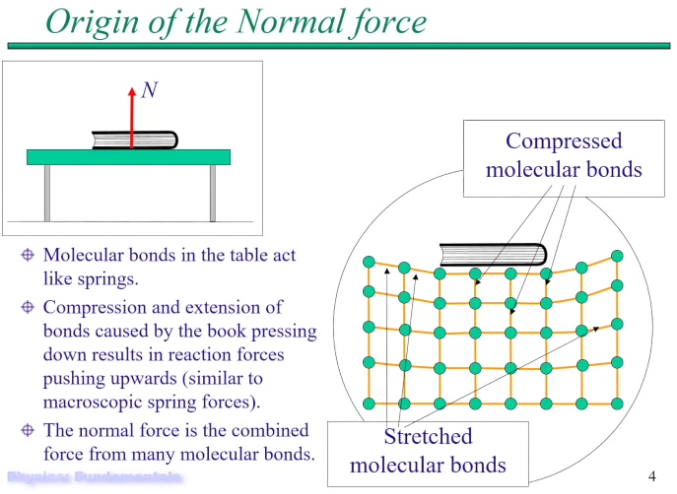 Origin of the Normal force
N
Compressed
molecular bonds
Molecular bonds in the table act
like springs.
Compression and extension of
bonds caused by the book pressing
down results in reaction forces
pushing upwards (similar to
macroscopic spring forces).
The normal force is the combined
force from many molecular bonds.
Stretched
molecular bonds
Physics: Fundamentals
4